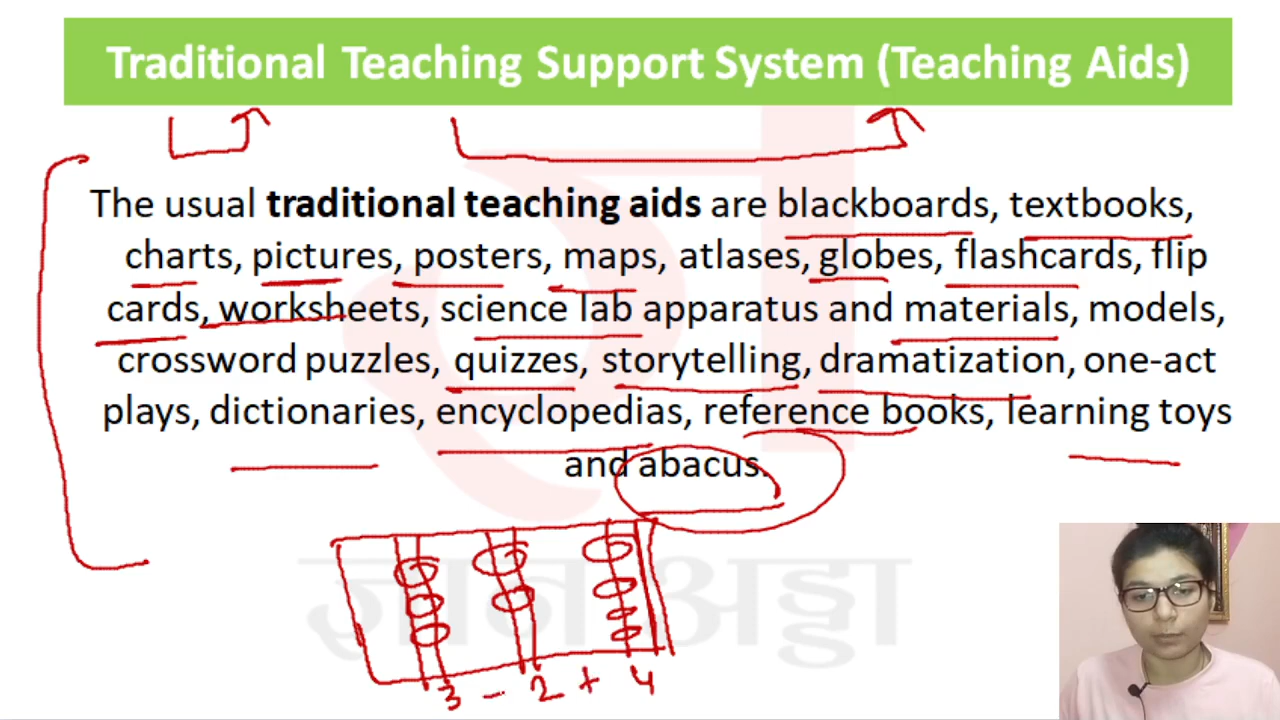 Traditional Teaching Support System (Teaching Aids)
The usual traditional teaching aids are blackboards, textbooks,
charts, pictures, posters, maps, atlases, globes, flashcards, flip
cards, worksheets, science lab apparatus and materials, models,
crossword puzzles, quizzes, storytelling, dramatization, one-act
plays, dictionaries, encyclopedias, reference books, learning toys
and abacus.
ज्ञान अड्डा
3 - 2 + 4